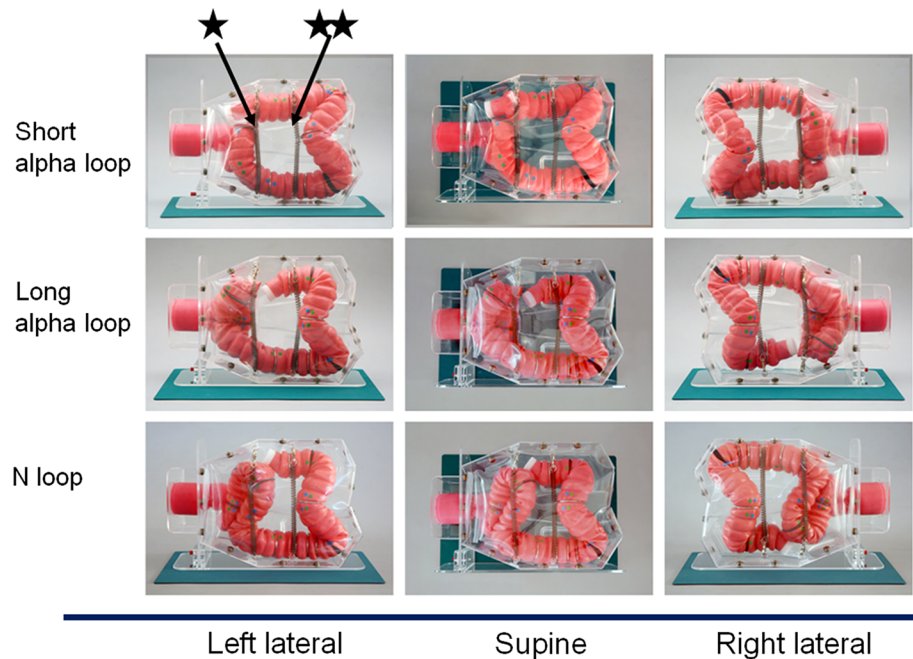 Short
alpha loop
Long
alpha loop
N loop
Left lateral
Supine
Right lateral